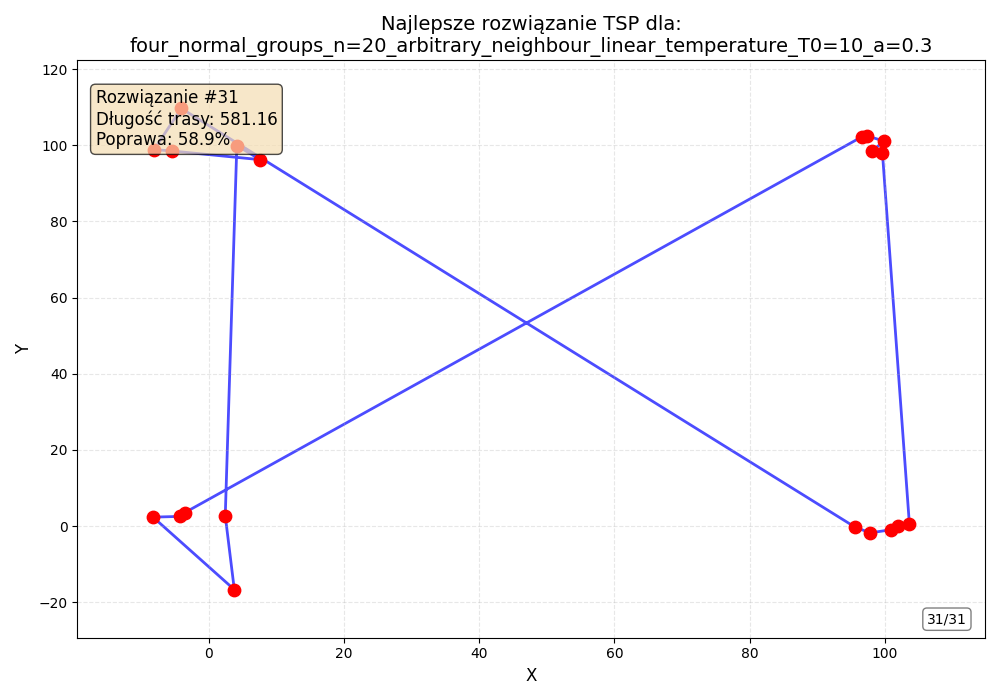 Najlepsze rozwiązanie TSP dla:
four_normal_groups_n=20_arbitrary_neighbour_linear_temperature_T0=10_a=0.3
Rozwiązanie #31
Długość trasy: 581.16
Poprawa: 58.9%
Y
120
100
80
60
40
20
0
−20
31/31
0 20 40 60 80 100
X